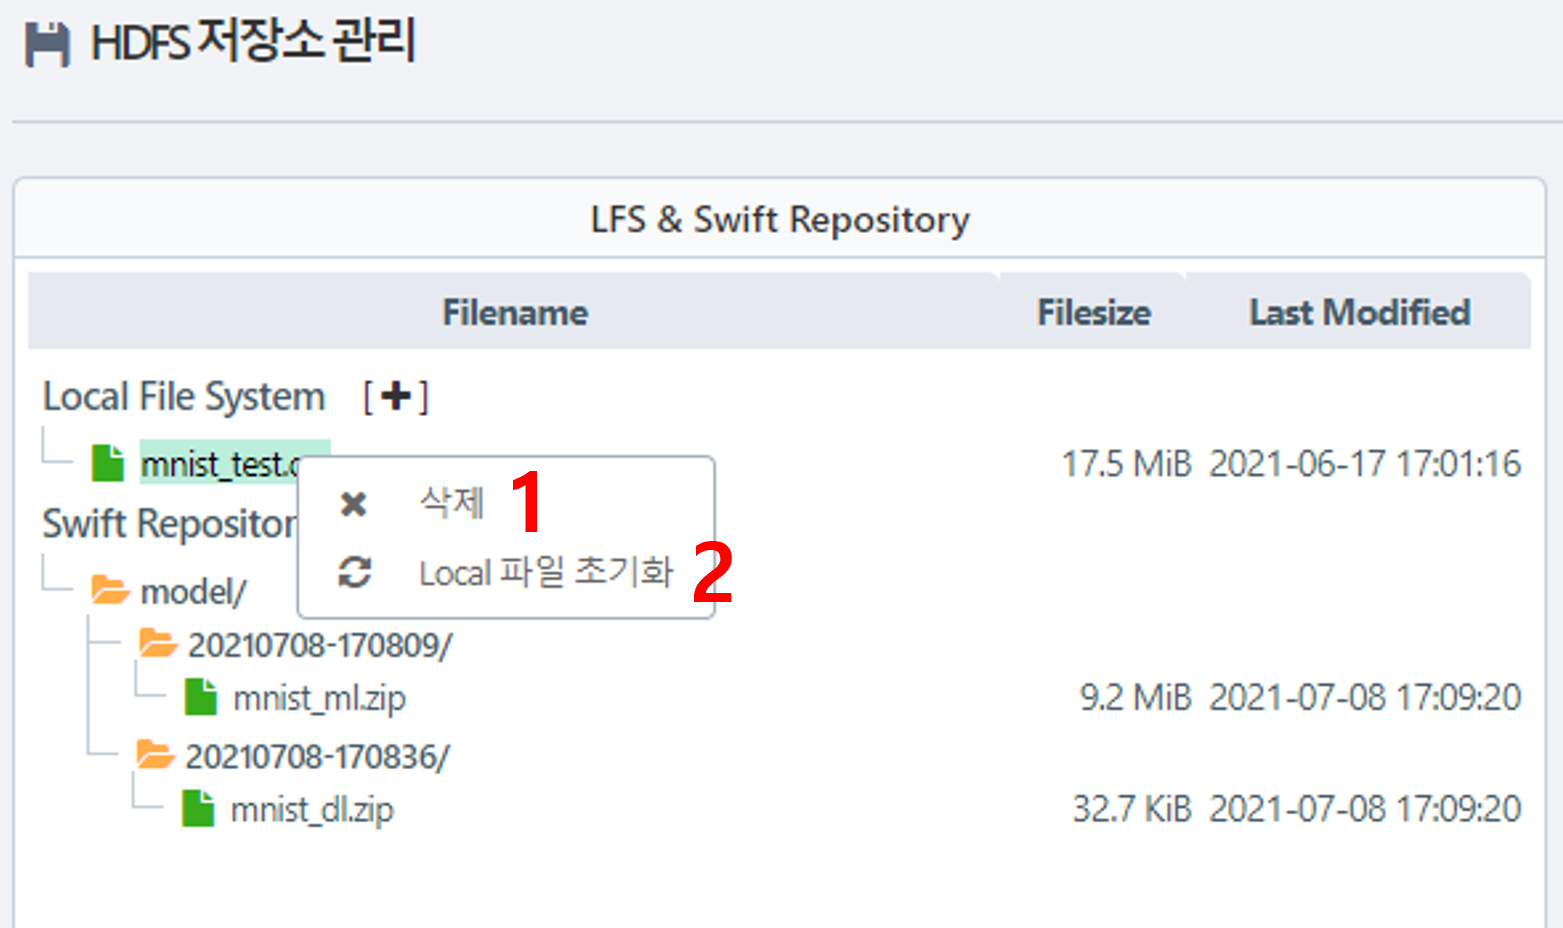 HDFS 저장소 관리
LFS & Swift Repository
Filename Filesize Last Modified
Local File System [+]
mnist_test. 17.5 MiB 2021-06-17 17:01:16
삭제 1
Swift
Local 파일 초기화 2
model/
20210708-170809/
mnist_ml.zip 9.2 MiB 2021-07-08 17:09:20
20210708-170836/
mnist_dl.zip 32.7 KiB 2021-07-08 17:09:20